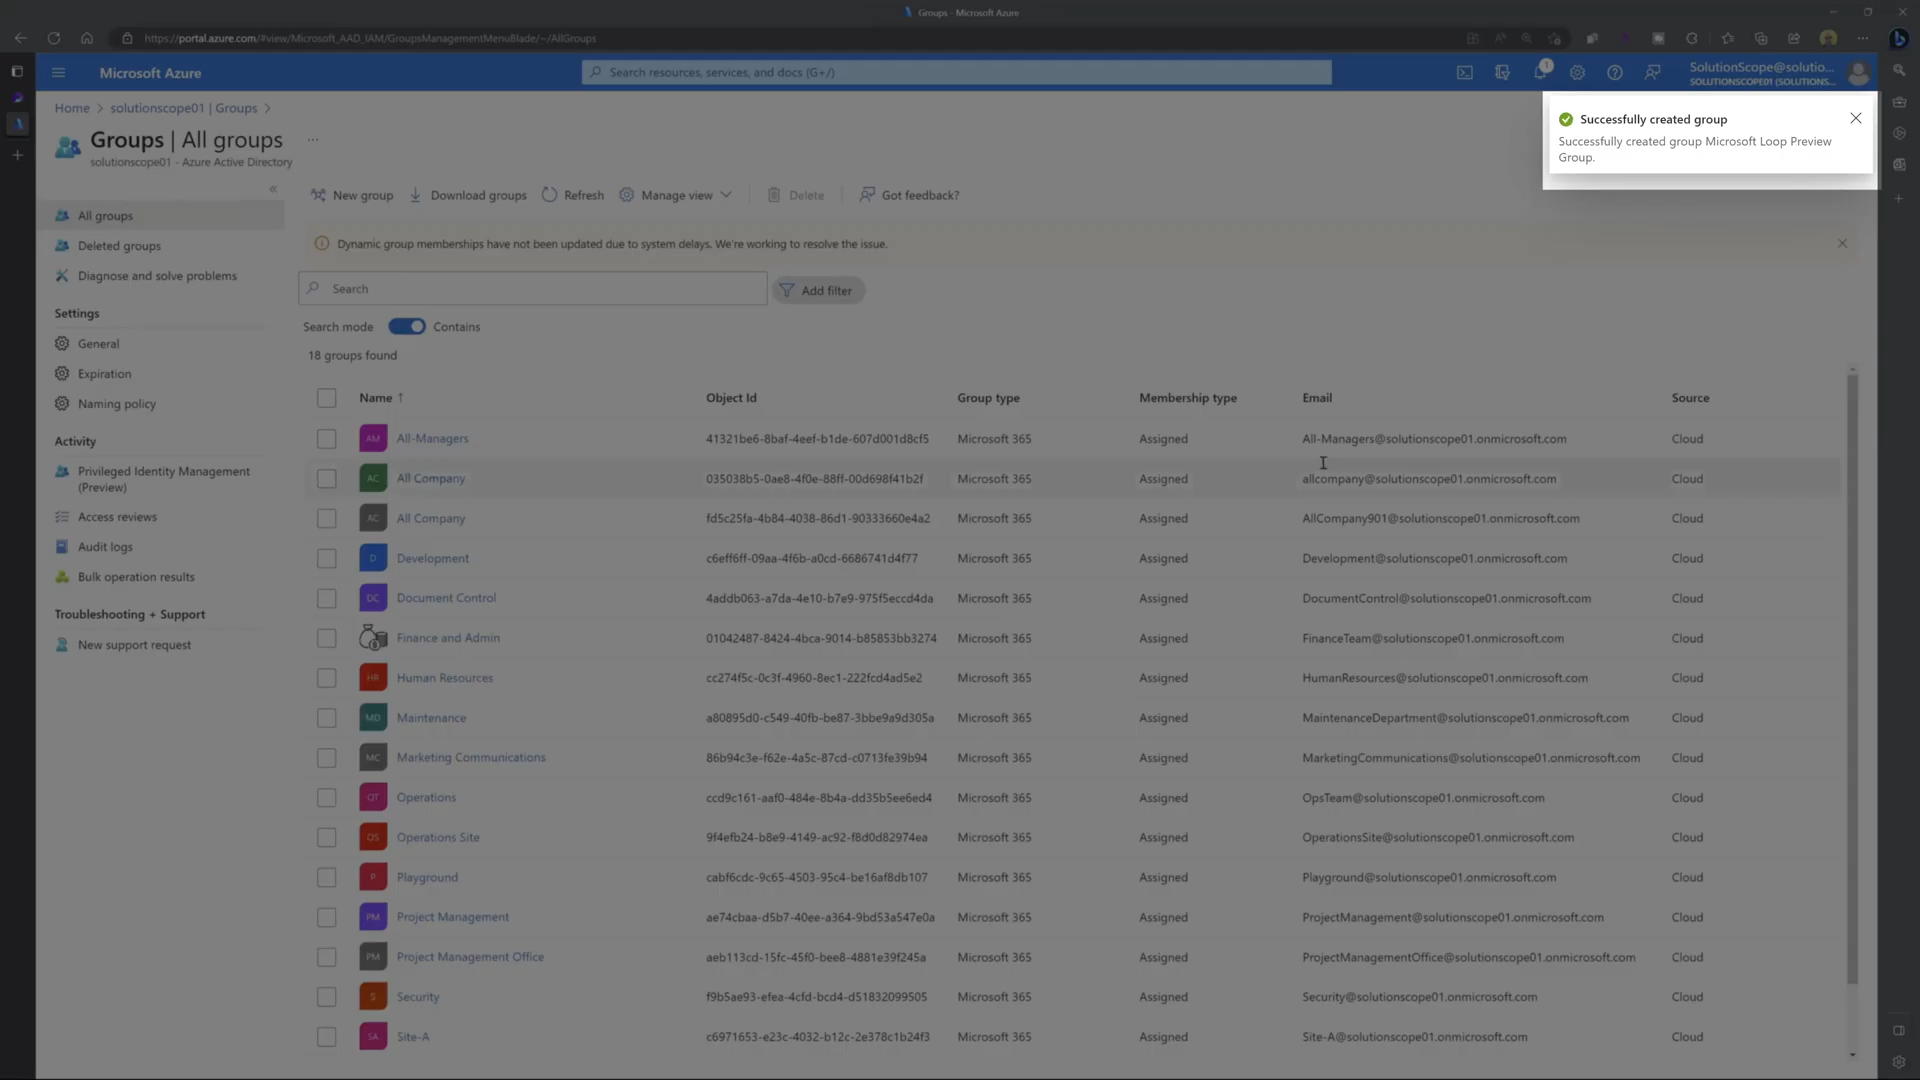 Groups - Microsoft Azure
https://portal.azure.com/#view/Microsoft_AAD_IAM/GroupsManagementMenuBlade/~/AllGroups
Microsoft Azure
Search resources, services, and docs (G+/)
1
SolutionScope@solutio...
SOLUTIONSCOPE01 (SOLUTIONS...
Home > solutionscope01 | Groups >
Groups | All groups ...
solutionscope01 - Azure Active Directory
Successfully created group
Successfully created group Microsoft Loop Preview
Group.
New group Download groups Refresh Manage view Delete Got feedback?
All groups
Deleted groups
Diagnose and solve problems
Settings
General
Expiration
Naming policy
Activity
Privileged Identity Management
(Preview)
Access reviews
Audit logs
Bulk operation results
Troubleshooting + Support
New support request
Dynamic group memberships have not been updated due to system delays. We're working to resolve the issue.
Search Add filter
Search mode Contains
18 groups found
Name ↑ Object Id Group type Membership type Email Source
AM All-Managers 41321be6-8baf-4eef-b1de-607d001d8cf5 Microsoft 365 Assigned All-Managers@solutionscope01.onmicrosoft.com Cloud
AC All Company 035038b5-0ae8-4f0e-88ff-00d698f41b2f Microsoft 365 Assigned allcompany@solutionscope01.onmicrosoft.com Cloud
AC All Company fd5c25fa-4b84-4038-86d1-90333660e4a2 Microsoft 365 Assigned AllCompany901@solutionscope01.onmicrosoft.com Cloud
D Development c6eff6ff-09aa-4f6b-a0cd-6686741d4f77 Microsoft 365 Assigned Development@solutionscope01.onmicrosoft.com Cloud
DC Document Control 4addb063-a7da-4e10-b7e9-975f5eccd4da Microsoft 365 Assigned DocumentControl@solutionscope01.onmicrosoft.com Cloud
Finance and Admin 01042487-8424-4bca-9014-b85853bb3274 Microsoft 365 Assigned FinanceTeam@solutionscope01.onmicrosoft.com Cloud
HR Human Resources cc274f5c-0c3f-4960-8ec1-222fcd4ad5e2 Microsoft 365 Assigned HumanResources@solutionscope01.onmicrosoft.com Cloud
MD Maintenance a80895d0-c549-40fb-be87-3bbe9a9d305a Microsoft 365 Assigned MaintenanceDepartment@solutionscope01.onmicrosoft.com Cloud
MC Marketing Communications 86b94c3e-f62e-4a5c-87cd-c0713fe39b94 Microsoft 365 Assigned MarketingCommunications@solutionscope01.onmicrosoft.com Cloud
OT Operations ccd9c161-aaf0-484e-8b4a-dd35b5ee6ed4 Microsoft 365 Assigned OpsTeam@solutionscope01.onmicrosoft.com Cloud
OS Operations Site 9f4efb24-b8e9-4149-ac92-f8d0d82974ea Microsoft 365 Assigned OperationsSite@solutionscope01.onmicrosoft.com Cloud
P Playground cabf6cdc-9c65-4503-95c4-be16af8db107 Microsoft 365 Assigned Playground@solutionscope01.onmicrosoft.com Cloud
PM Project Management ae74cbaa-d5b7-40ee-a364-9bd53a547e0a Microsoft 365 Assigned ProjectManagement@solutionscope01.onmicrosoft.com Cloud
PM Project Management Office aeb113cd-15fc-45f0-bee8-4881e39f245a Microsoft 365 Assigned ProjectManagementOffice@solutionscope01.onmicrosoft.com Cloud
S Security f9b5ae93-efea-4cfd-bcd4-d51832099505 Microsoft 365 Assigned Security@solutionscope01.onmicrosoft.com Cloud
SA Site-A c6971653-e23c-4032-b12c-2e378c1b24f3 Microsoft 365 Assigned Site-A@solutionscope01.onmicrosoft.com Cloud